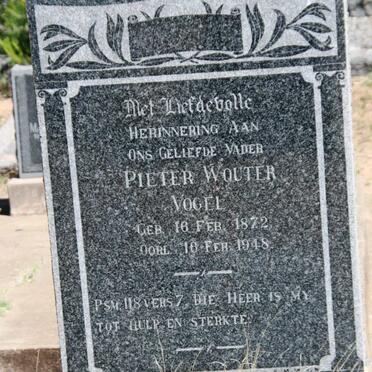 Met Liefdevolle
HERINNERING AAN
ONS GELIEFDE VADER
PIETER WOUTER
VOGEL
GEB. 16 FEB. 1872
OORL. 10 FEB. 1948
PSM. 118 VERS 7. DIE HEER IS MY
TOT HULP EN STERKTE.